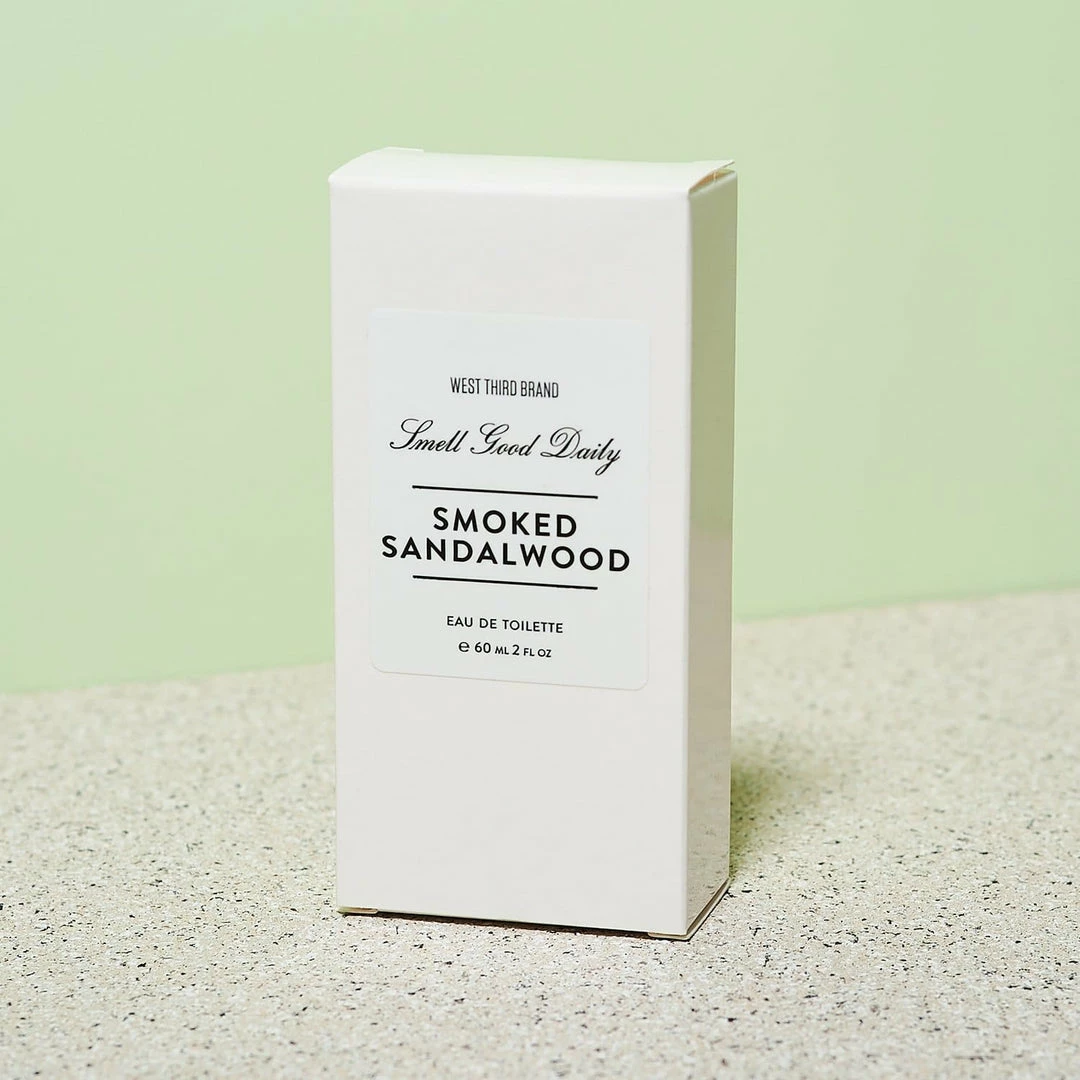 WEST THIRD BRAND
Smell Good Daily
SMOKED
SANDALWOOD
EAU DE TOILETTE
℮ 60 ML 2 FL OZ